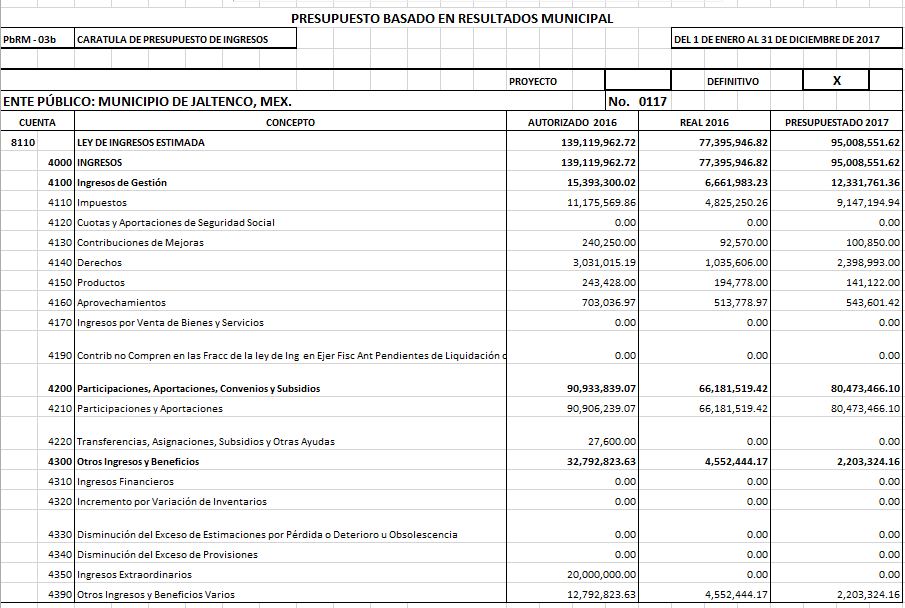 PRESUPUESTO BASADO EN RESULTADOS MUNICIPAL
PbRM - 03b CARATULA DE PRESUPUESTO DE INGRESOS DEL 1 DE ENERO AL 31 DE DICIEMBRE DE 2017
PROYECTO DEFINITIVO X
ENTE PÚBLICO: MUNICIPIO DE JALTENCO, MEX. No. 0117
CUENTA CONCEPTO AUTORIZADO 2016 REAL 2016 PRESUPUESTADO 2017
8110 LEY DE INGRESOS ESTIMADA 139,119,962.72 77,395,946.82 95,008,551.62
4000 INGRESOS 139,119,962.72 77,395,946.82 95,008,551.62
4100 Ingresos de Gestión 15,393,300.02 6,661,983.23 12,331,761.36
4110 Impuestos 11,175,569.86 4,825,250.26 9,147,194.94
4120 Cuotas y Aportaciones de Seguridad Social 0.00 0.00 0.00
4130 Contribuciones de Mejoras 240,250.00 92,570.00 100,850.00
4140 Derechos 3,031,015.19 1,035,606.00 2,398,993.00
4150 Productos 243,428.00 194,778.00 141,122.00
4160 Aprovechamientos 703,036.97 513,778.97 543,601.42
4170 Ingresos por Venta de Bienes y Servicios 0.00 0.00 0.00
4190 Contrib no Compren en las Fracc de la ley de Ing en Ejer Fisc Ant Pendientes de Liquidación 0.00 0.00 0.00
4200 Participaciones, Aportaciones, Convenios y Subsidios 90,933,839.07 66,181,519.42 80,473,466.10
4210 Participaciones y Aportaciones 90,906,239.07 66,181,519.42 80,473,466.10
4220 Transferencias, Asignaciones, Subsidios y Otras Ayudas 27,600.00 0.00 0.00
4300 Otros Ingresos y Beneficios 32,792,823.63 4,552,444.17 2,203,324.16
4310 Ingresos Financieros 0.00 0.00 0.00
4320 Incremento por Variación de Inventarios 0.00 0.00 0.00
4330 Disminución del Exceso de Estimaciones por Pérdida o Deterioro u Obsolescencia 0.00 0.00 0.00
4340 Disminución del Exceso de Provisiones 0.00 0.00 0.00
4350 Ingresos Extraordinarios 20,000,000.00 0.00 0.00
4390 Otros Ingresos y Beneficios Varios 12,792,823.63 4,552,444.17 2,203,324.16